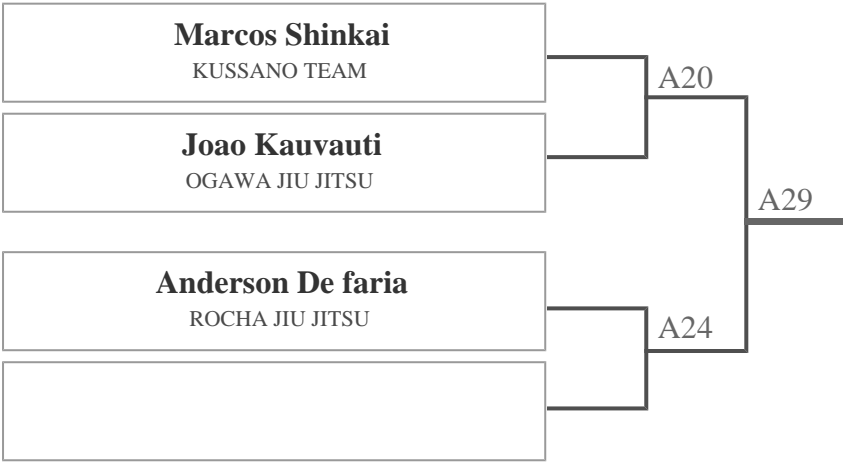 Marcos Shinkai
KUSSANO TEAM
A20
Joao Kauvauti
OGAWA JIU JITSU
A29
Anderson De faria
ROCHA JIU JITSU
A24